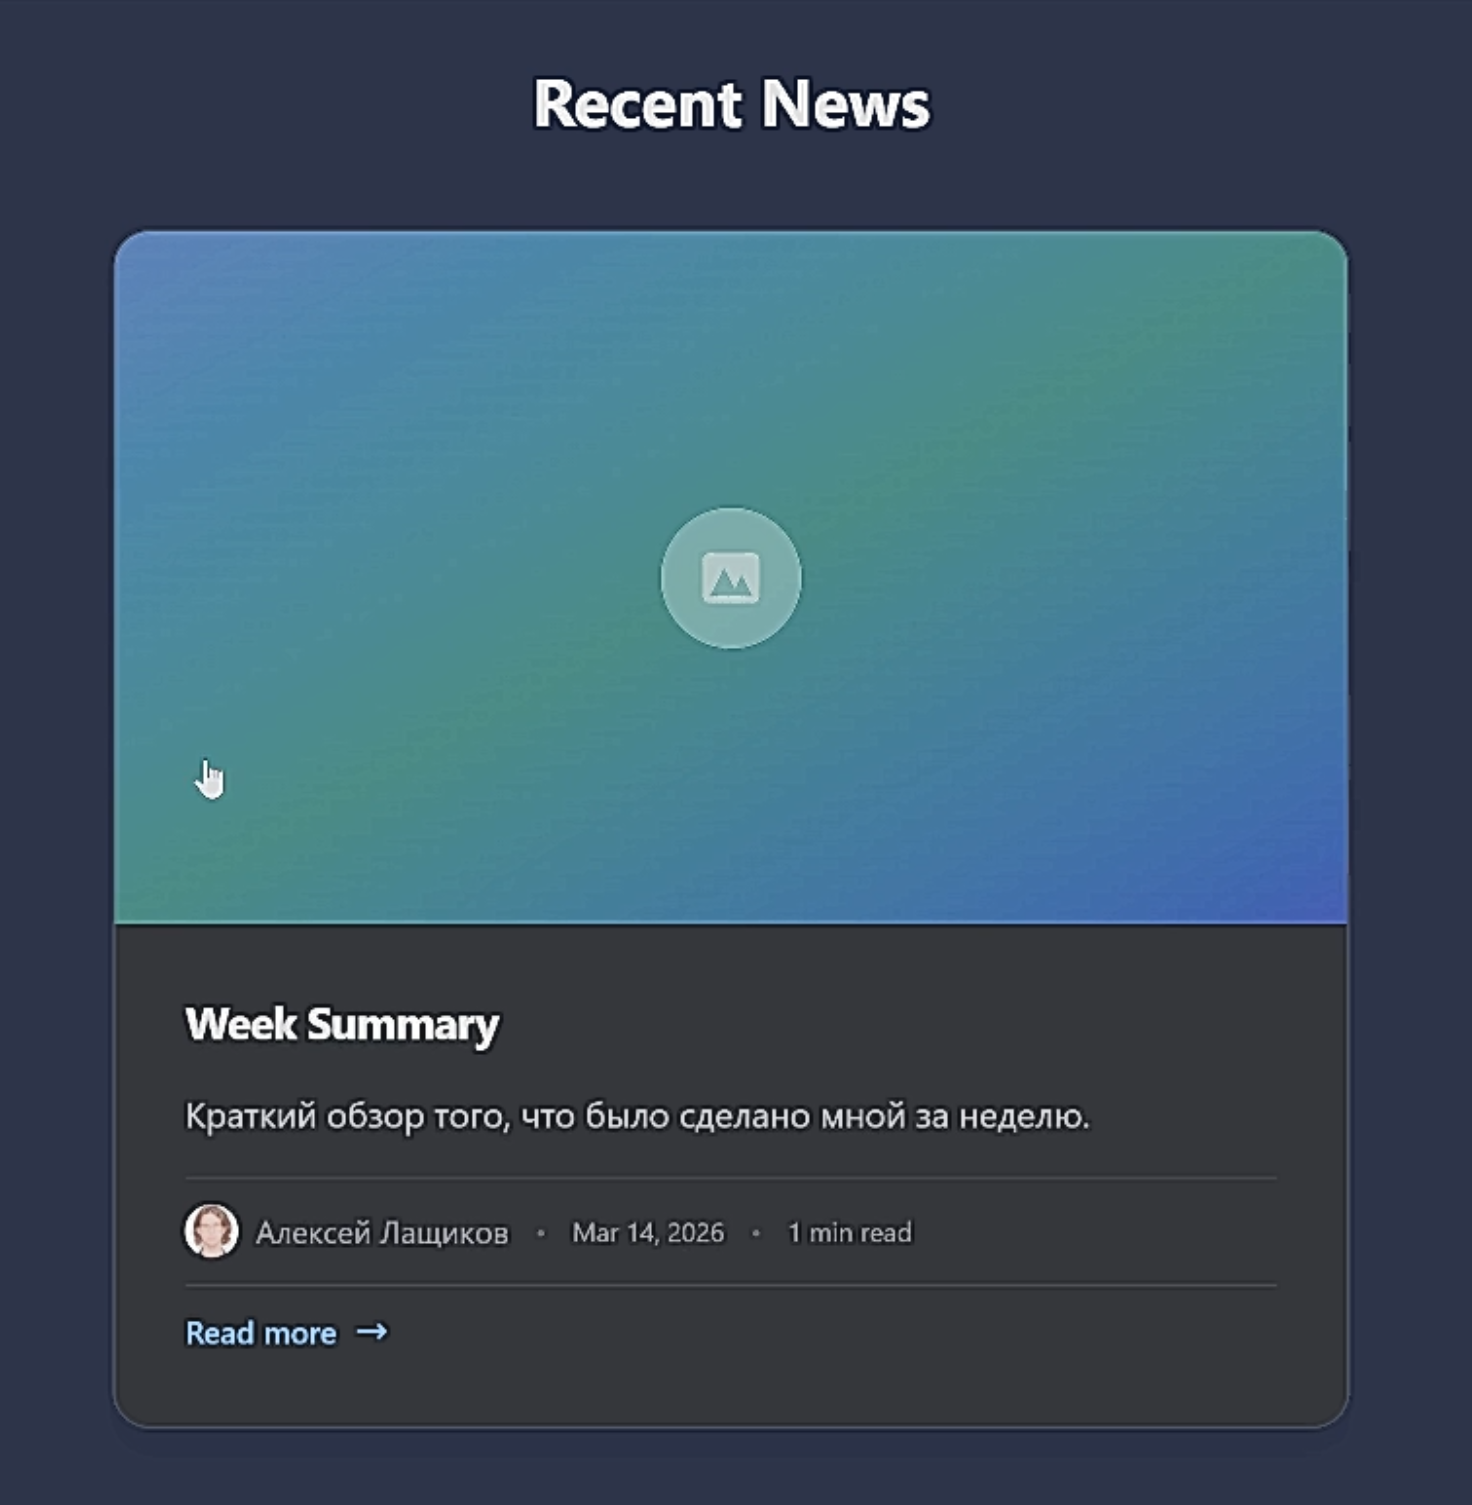 Recent News
Week Summary
Краткий обзор того, что было сделано мной за неделю.
Алексей Лащиков • Mar 14, 2026 • 1 min read
Read more →